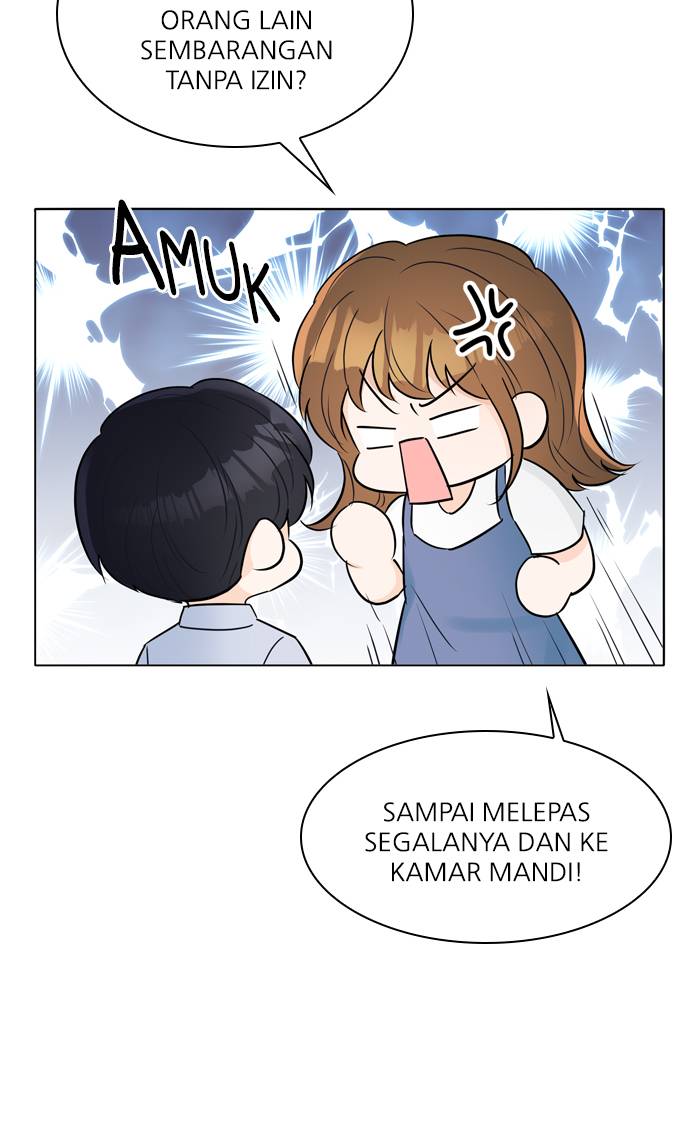 ORANG LAIN
SEMBARANGAN
TANPA IZIN?
AMUK
SAMPAI MELEPAS
SEGALANYA DAN KE
KAMAR MANDI!